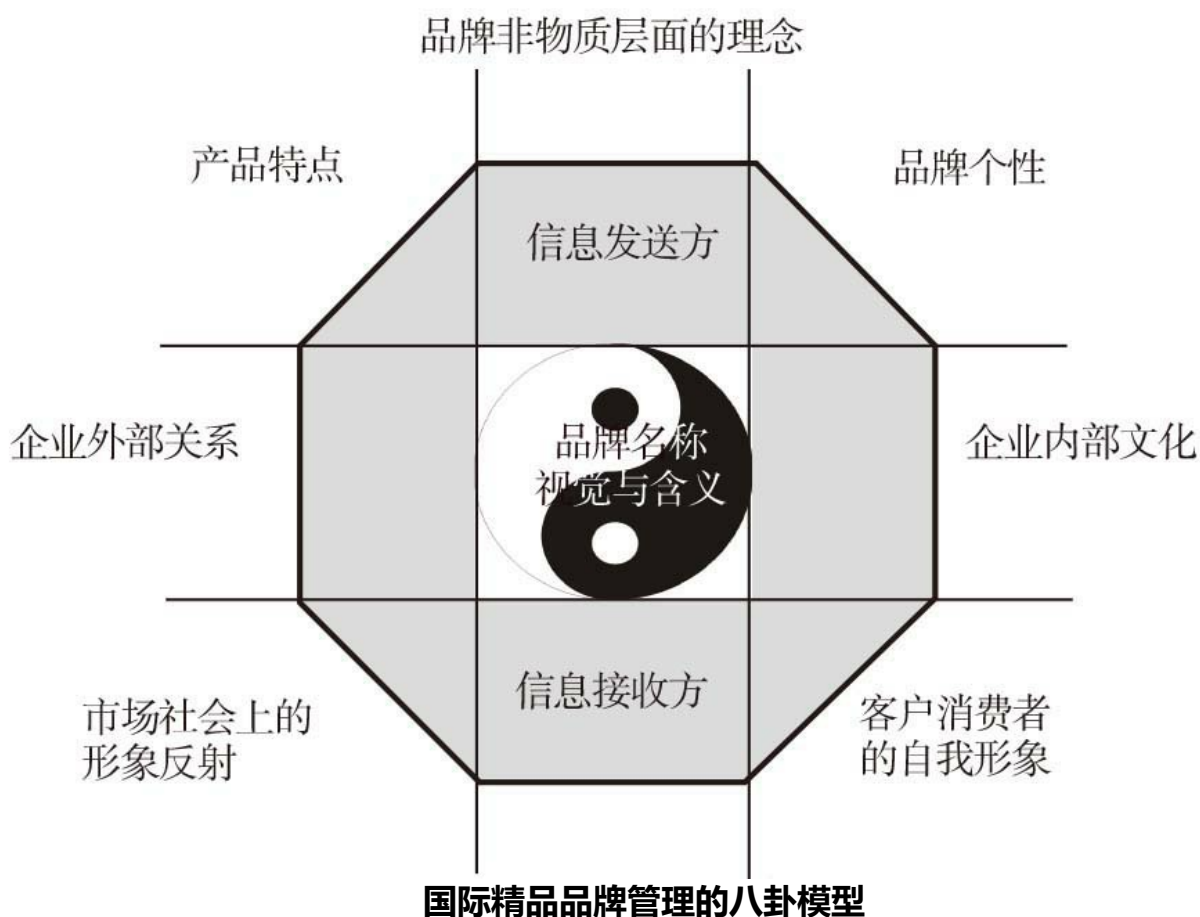 品牌非物质层面的理念
产品特点
品牌个性
信息发送方
企业外部关系
品牌名称
视觉与含义
企业内部文化
信息接收方
市场社会上的
形象反射
客户消费者
的自我形象
国际精品品牌管理的八卦模型